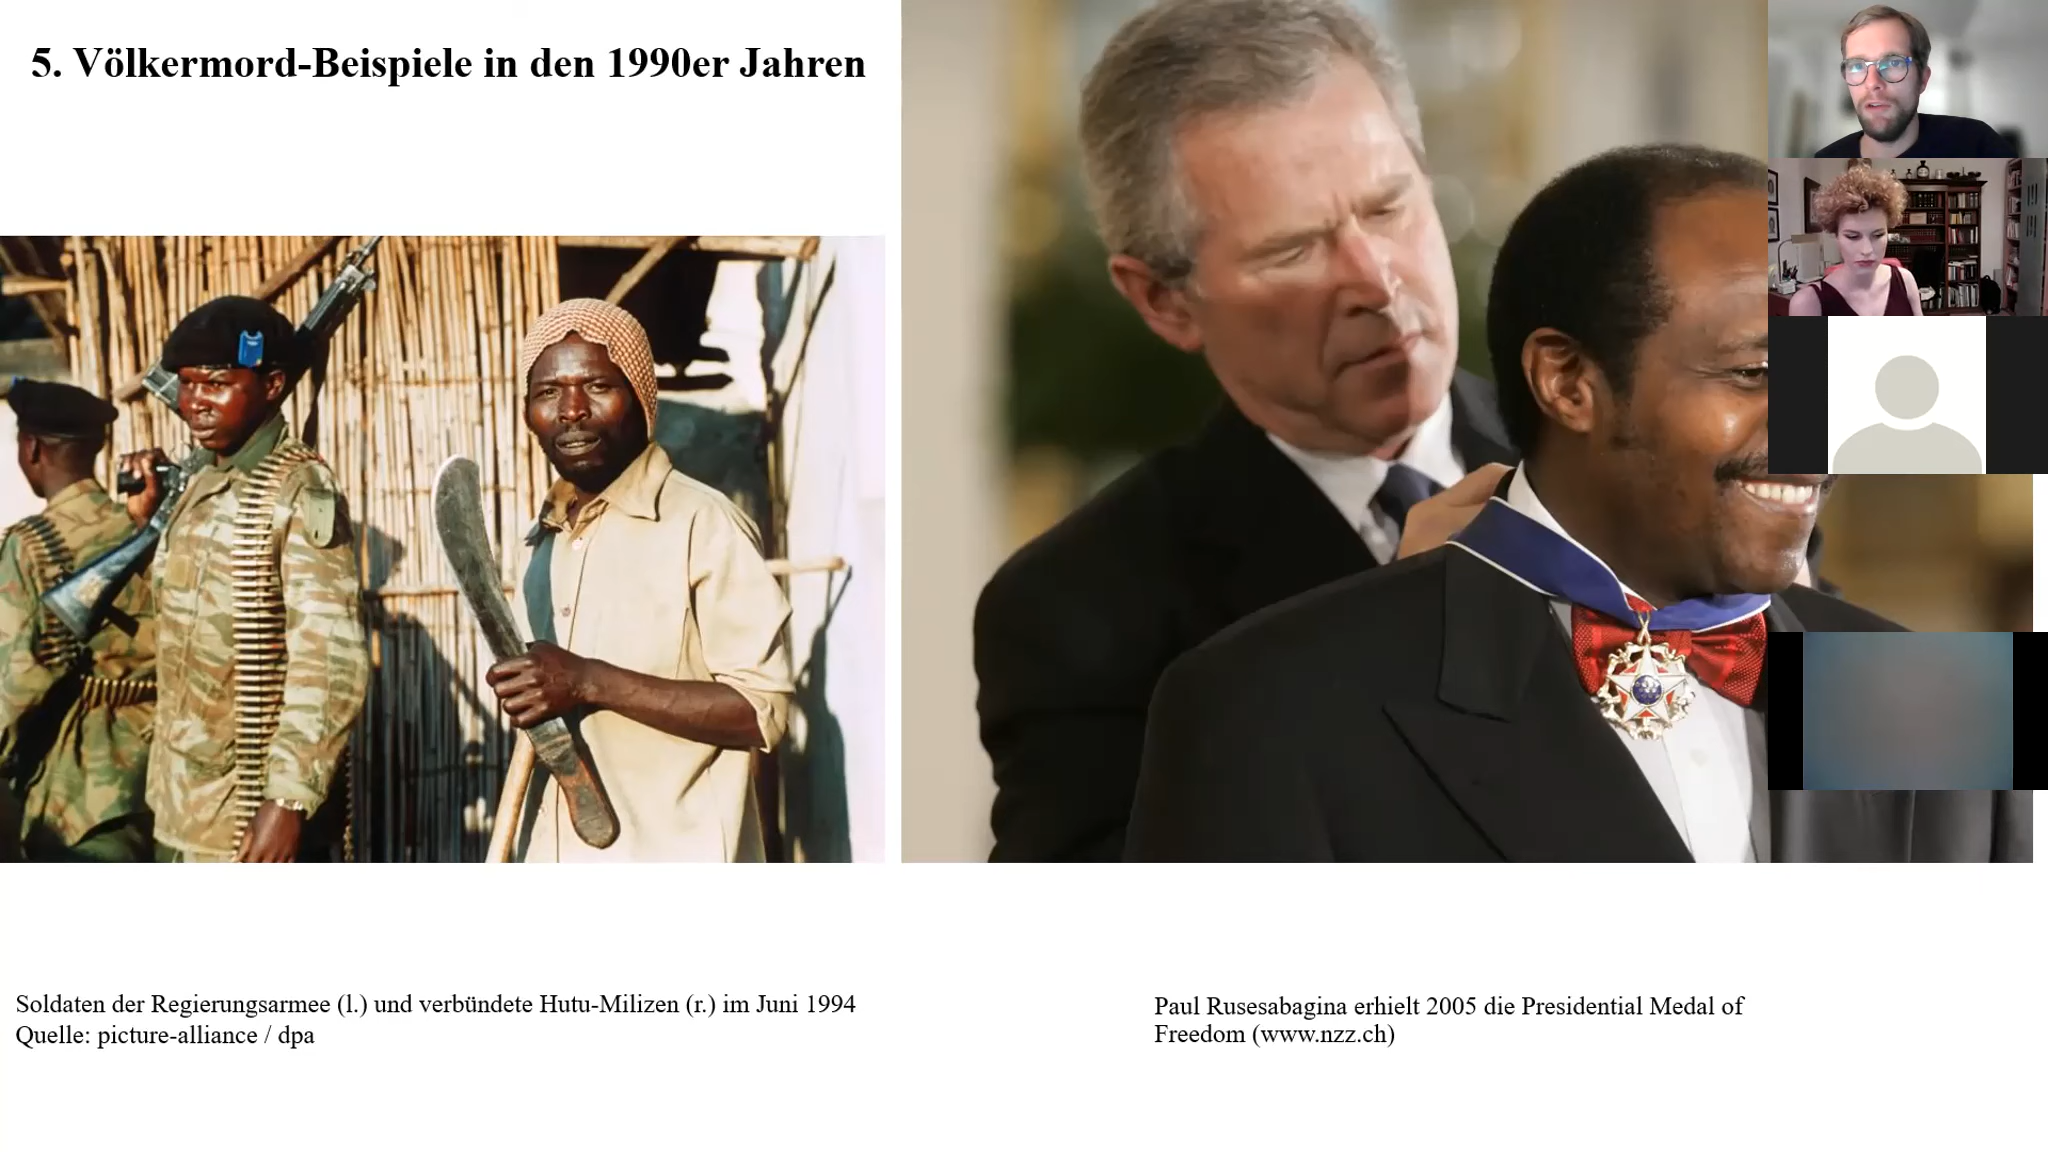 5. Völkermord-Beispiele in den 1990er Jahren
Soldaten der Regierungsarmee (l.) und verbündete Hutu-Milizen (r.) im Juni 1994
Quelle: picture-alliance / dpa
Paul Rusesabagina erhielt 2005 die Presidential Medal of
Freedom (www.nzz.ch)